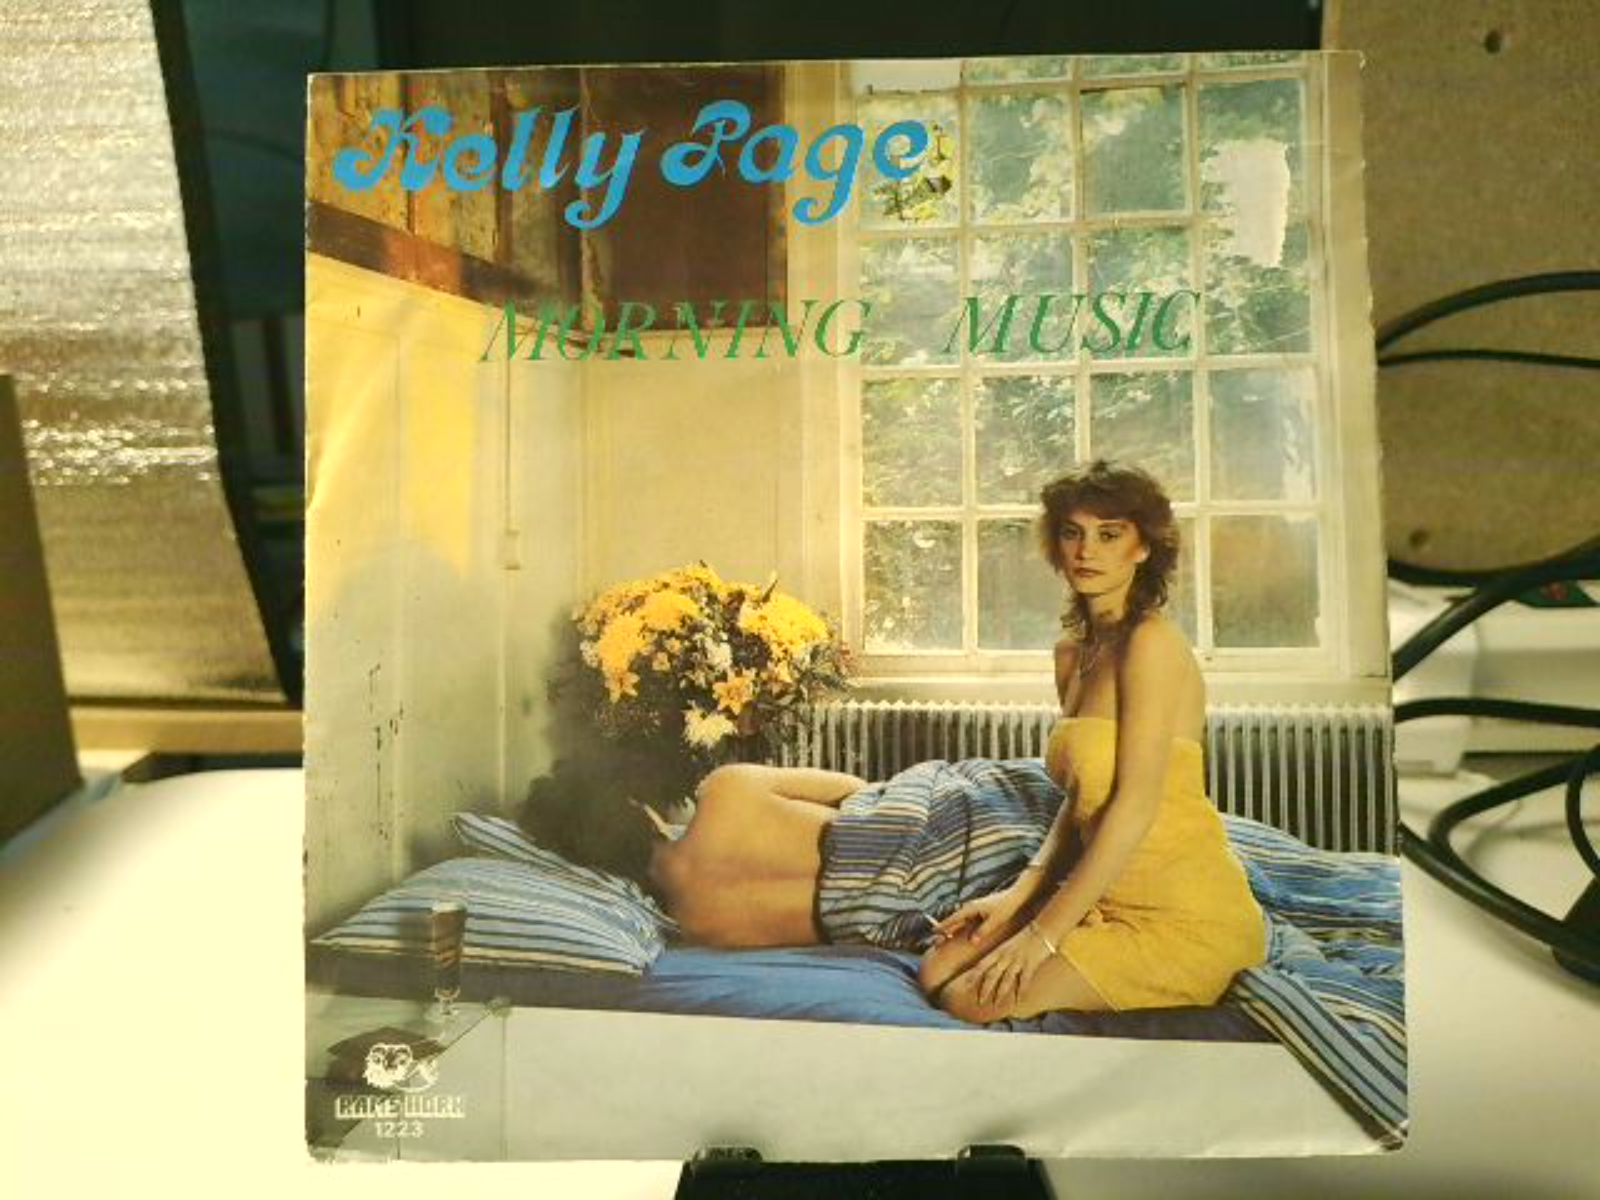 Kelly Page
MORNING MUSIC
RAMS HORN
1223